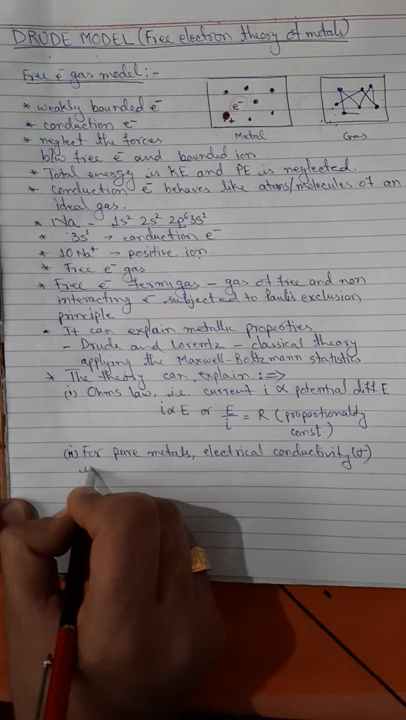 DRUDE MODEL (Free electron theory of metals)
Free e⁻ gas model:-
e⁻
+
Metal
Gas
* weakly bounded e⁻
* conduction e⁻
* neglect the forces
b/w free e⁻ and bounded ion
* Total energy is KE and PE is neglected.
* conduction e⁻ behaves like atoms/molecules of an
ideal gas.
* Na - 1s² 2s² 2p⁶ 3s¹
* 3s¹ → conduction e⁻
* 10 Na⁺ → positive ion
* Free e⁻ gas
* Free e⁻ fermi gas - gas of free and non
interacting e⁻ subjected to Pauli's exclusion
principle
* It can explain metallic properties
- Drude and Lorentz - classical theory
applying the Maxwell-Boltzmann statistics
* The theory can explain :=>
(i) Ohms law, i.e. current i ∝ potential diff E
i∝E or E/i = R (proportionality
const)
(ii) For pure metals, electrical conductivity (σ)